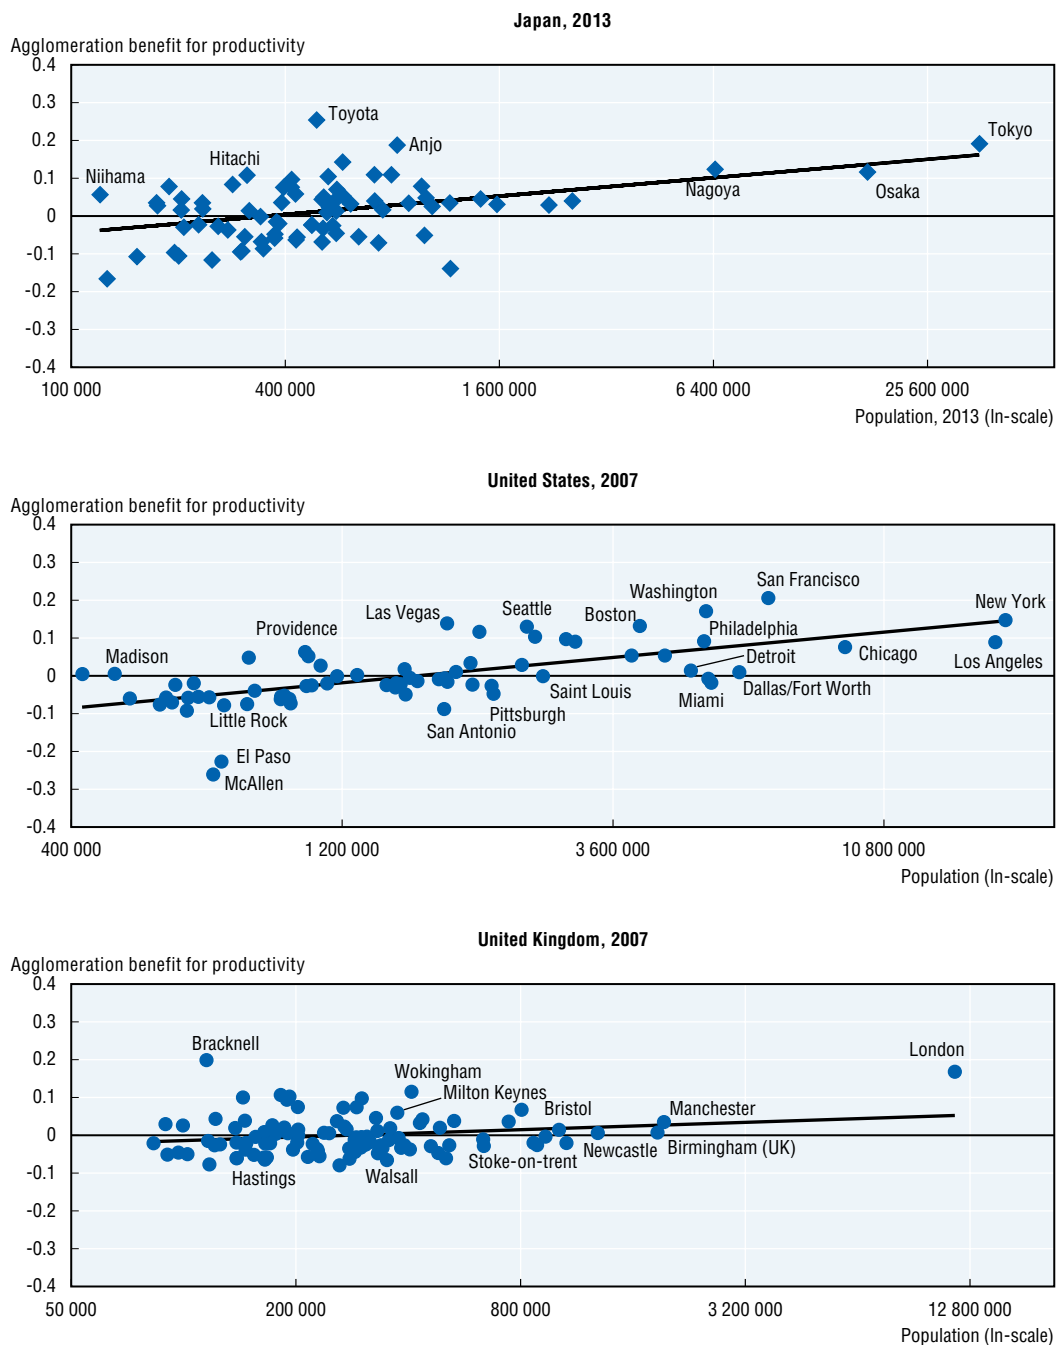 Japan, 2013
Agglomeration benefit for productivity
0.4
0.3
0.2
0.1
0
-0.1
-0.2
-0.3
-0.4
Toyota
Anjo
Tokyo
Hitachi
Niihama
Nagoya
Osaka
100 000
400 000
1 600 000
6 400 000
25 600 000
Population, 2013 (ln-scale)
United States, 2007
Agglomeration benefit for productivity
0.4
0.3
0.2
0.1
0
-0.1
-0.2
-0.3
-0.4
San Francisco
Washington
New York
Las Vegas
Seattle
Boston
Providence
Philadelphia
Madison
Detroit
Chicago
Los Angeles
Saint Louis
Miami
Dallas/Fort Worth
Little Rock
Pittsburgh
San Antonio
El Paso
McAllen
400 000
1 200 000
3 600 000
10 800 000
Population (ln-scale)
United Kingdom, 2007
Agglomeration benefit for productivity
0.4
0.3
0.2
0.1
0
-0.1
-0.2
-0.3
-0.4
Bracknell
London
Wokingham
Milton Keynes
Bristol
Manchester
Newcastle
Birmingham (UK)
Stoke-on-trent
Hastings
Walsall
50 000
200 000
800 000
3 200 000
12 800 000
Population (ln-scale)